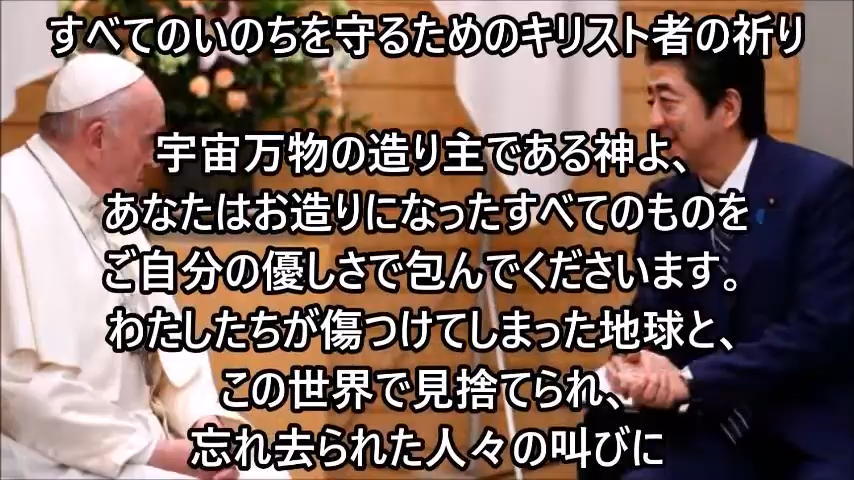 すべてのいのちを守るためのキリスト者の祈り
宇宙万物の造り主である神よ、
あなたはお造りになったすべてのものを
ご自分の優しさで包んでくださいます。
わたしたちが傷つけてしまった地球と、
この世界で見捨てられ、
忘れ去られた人々の叫びに